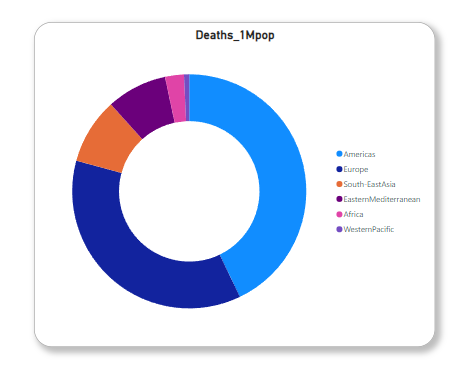 Deaths_1Mpop
Americas
Europe
South-EastAsia
EasternMediterranean
Africa
WesternPacific